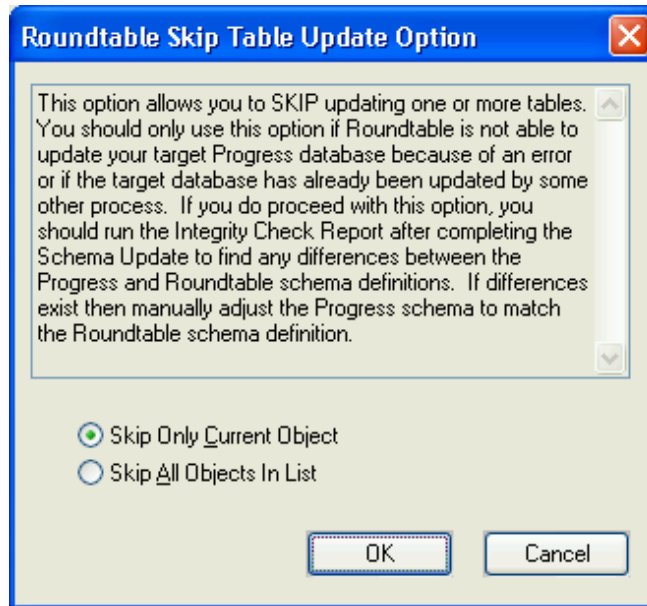 Roundtable Skip Table Update Option
This option allows you to SKIP updating one or more tables.
You should only use this option if Roundtable is not able to
update your target Progress database because of an error
or if the target database has already been updated by some
other process.  If you do proceed with this option, you
should run the Integrity Check Report after completing the
Schema Update to find any differences between the
Progress and Roundtable schema definitions.  If differences
exist then manually adjust the Progress schema to match
the Roundtable schema definition.
Skip Only Current Object
Skip All Objects In List
OK
Cancel